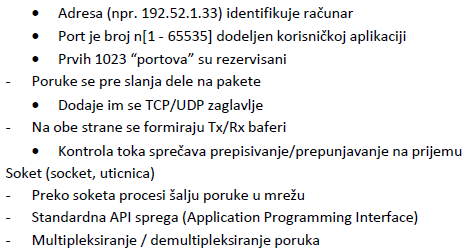 • Adresa (npr. 192.52.1.33) identifikuje računar
• Port je broj n[1 - 65535] dodeljen korisničkoj aplikaciji
• Prvih 1023 “portova” su rezervisani
- Poruke se pre slanja dele na pakete
• Dodaje im se TCP/UDP zaglavlje
- Na obe strane se formiraju Tx/Rx baferi
• Kontrola toka sprečava prepisivanje/prepunjavanje na prijemu
Soket (socket, uticnica)
- Preko soketa procesi šalju poruke u mrežu
- Standardna API sprega (Application Programming Interface)
- Multipleksiranje / demultipleksiranje poruka